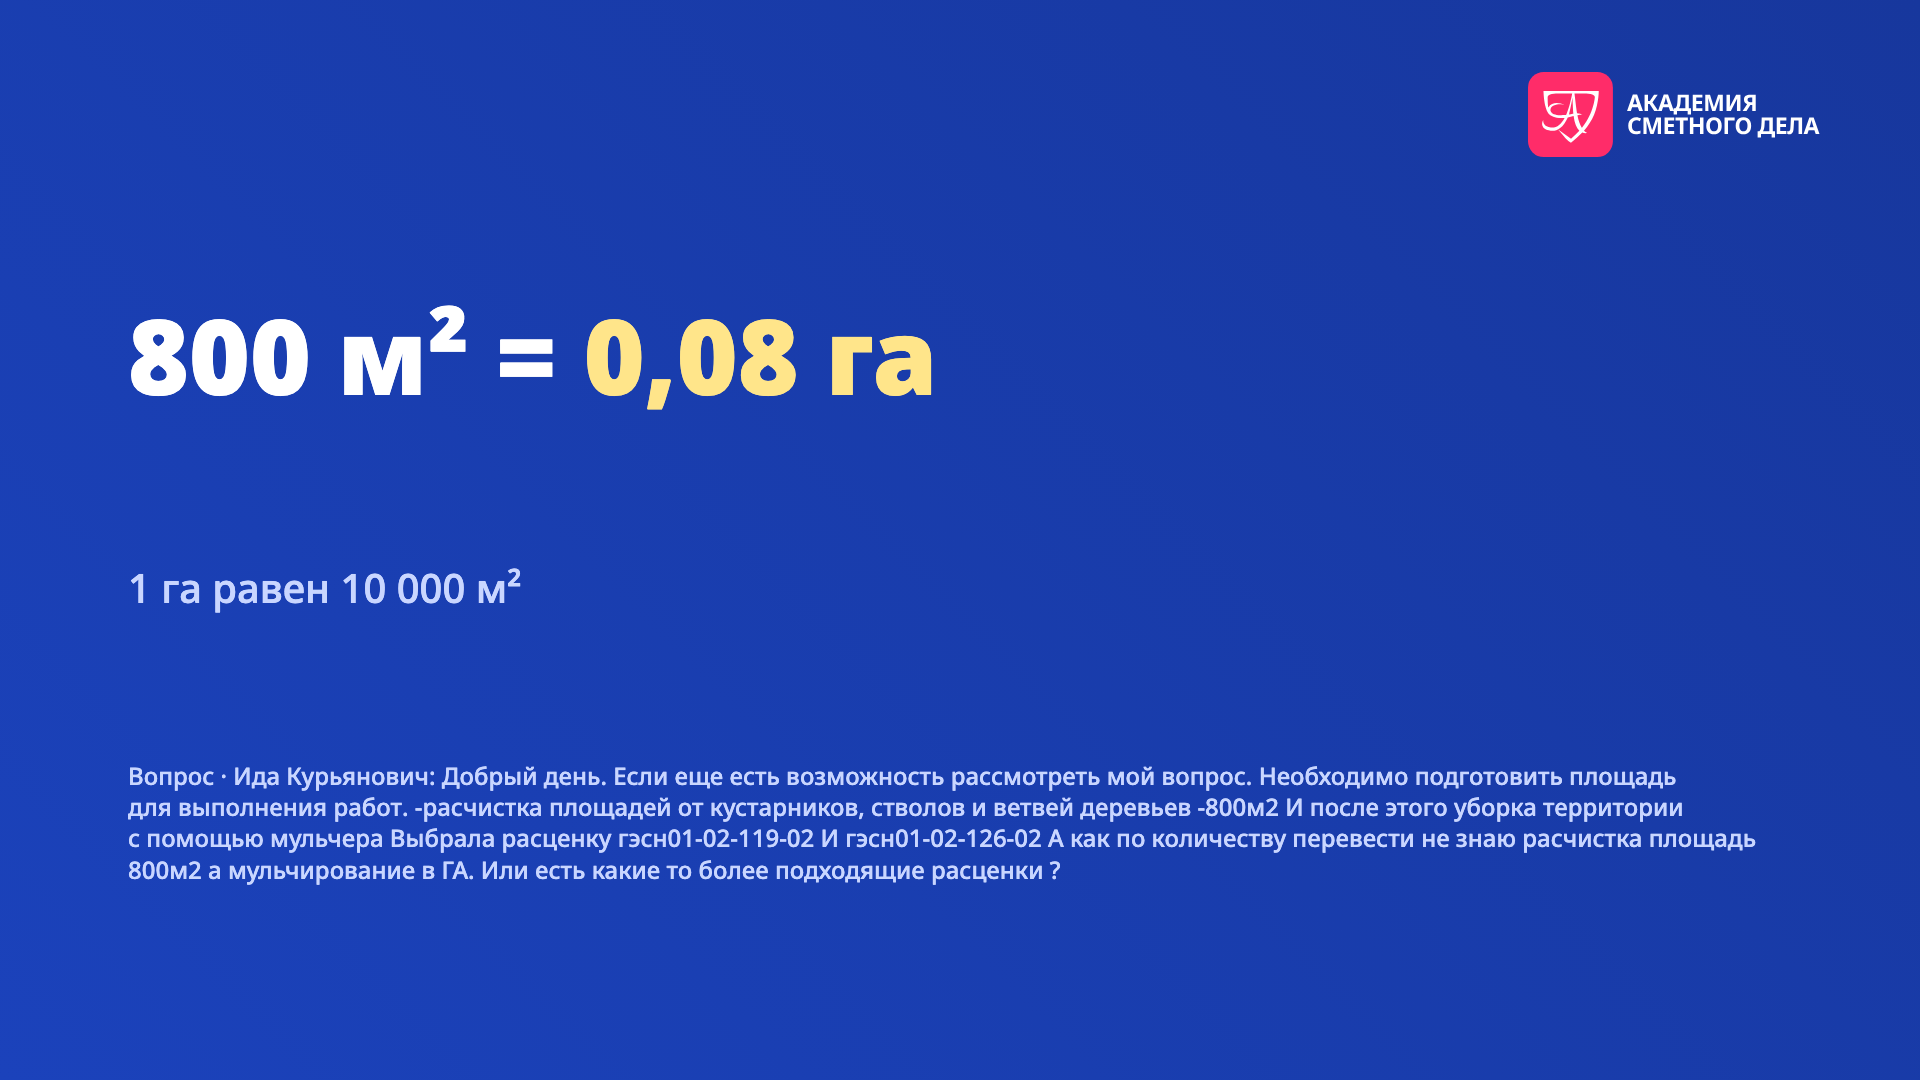 АКАДЕМИЯ
СМЕТНОГО ДЕЛА
800 м² = 0,08 га
1 га равен 10 000 м²
Вопрос · Ида Курьянович: Добрый день. Если еще есть возможность рассмотреть мой вопрос. Необходимо подготовить площадь
для выполнения работ. -расчистка площадей от кустарников, стволов и ветвей деревьев -800м2 И после этого уборка территории
с помощью мульчера Выбрала расценку гэсн01-02-119-02 И гэсн01-02-126-02 А как по количеству перевести не знаю расчистка площадь
800м2 а мульчирование в ГА. Или есть какие то более подходящие расценки ?